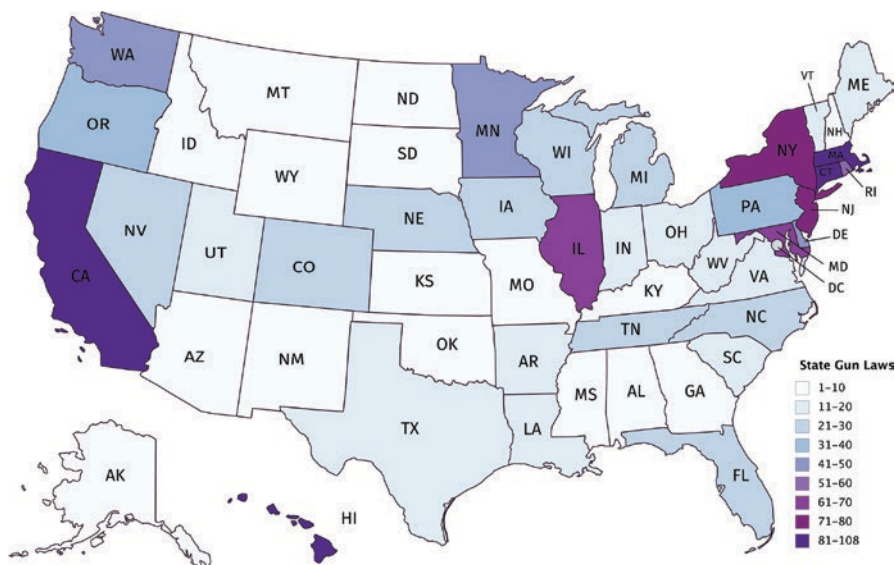 WA
MT
ND
MN
VT
ME
OR
ID
SD
WI
MI
NY
NH
MA
CT
RI
WY
NE
IA
PA
NJ
NV
UT
CO
IL
IN
OH
DE
MD
DC
CA
KS
MO
WV
VA
KY
AZ
NM
OK
AR
TN
NC
SC
TX
LA
MS
AL
GA
FL
AK
HI
State Gun Laws
1–10
11–20
21–30
31–40
41–50
51–60
61–70
71–80
81–108